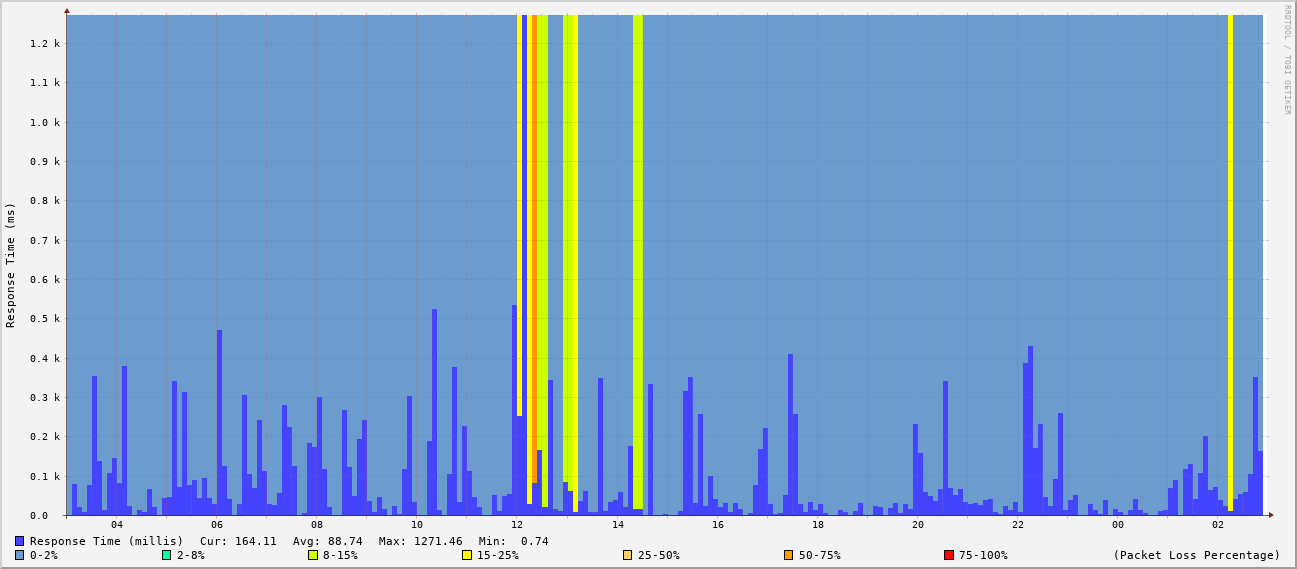 RRDTOOL / TOBI OETIKER
Response Time (ms)
1.2 k
1.1 k
1.0 k
0.9 k
0.8 k
0.7 k
0.6 k
0.5 k
0.4 k
0.3 k
0.2 k
0.1 k
0.0
04 06 08 10 12 14 16 18 20 22 00 02
Response Time (millis) Cur: 164.11 Avg: 88.74 Max: 1271.46 Min: 0.74
0-2% 2-8% 8-15% 15-25% 25-50% 50-75% 75-100% (Packet Loss Percentage)